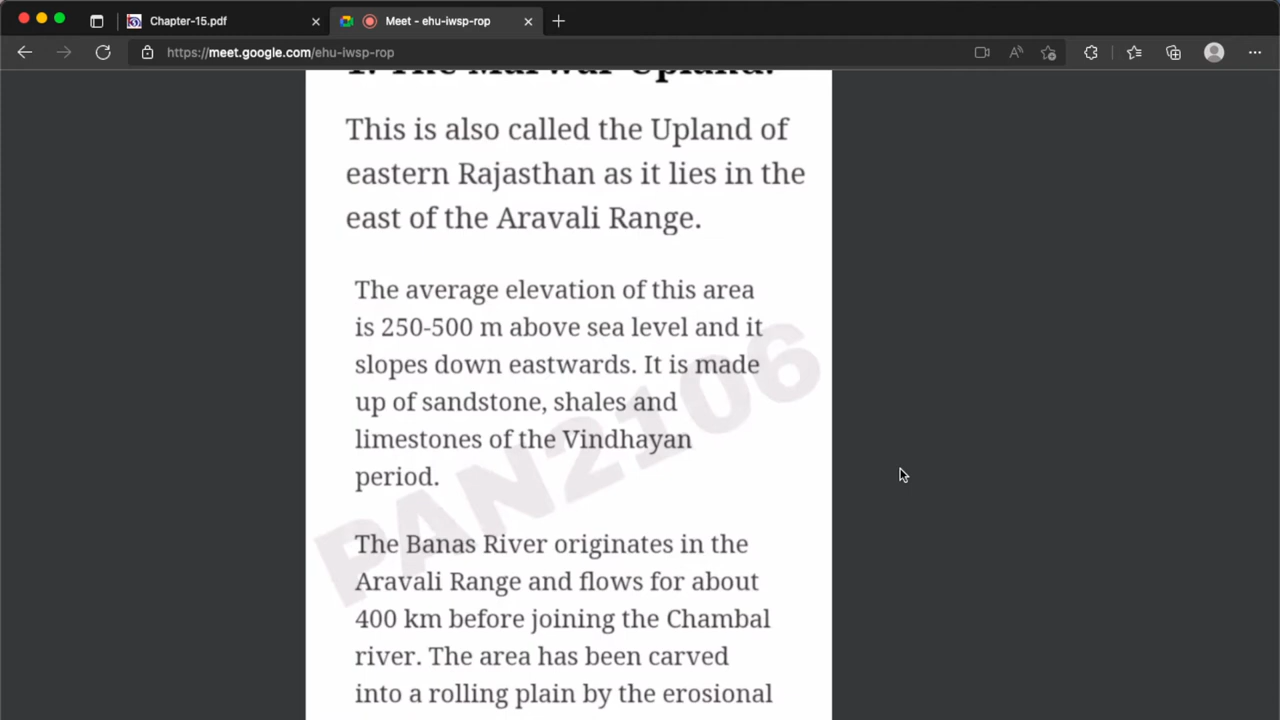 Chapter-15.pdf
Meet - ehu-iwsp-rop
https://meet.google.com/ehu-iwsp-rop
1. The Marwar Upland:
This is also called the Upland of
eastern Rajasthan as it lies in the
east of the Aravali Range.
The average elevation of this area
is 250-500 m above sea level and it
slopes down eastwards. It is made
up of sandstone, shales and
limestones of the Vindhayan
period.
PAN2106
The Banas River originates in the
Aravali Range and flows for about
400 km before joining the Chambal
river. The area has been carved
into a rolling plain by the erosional